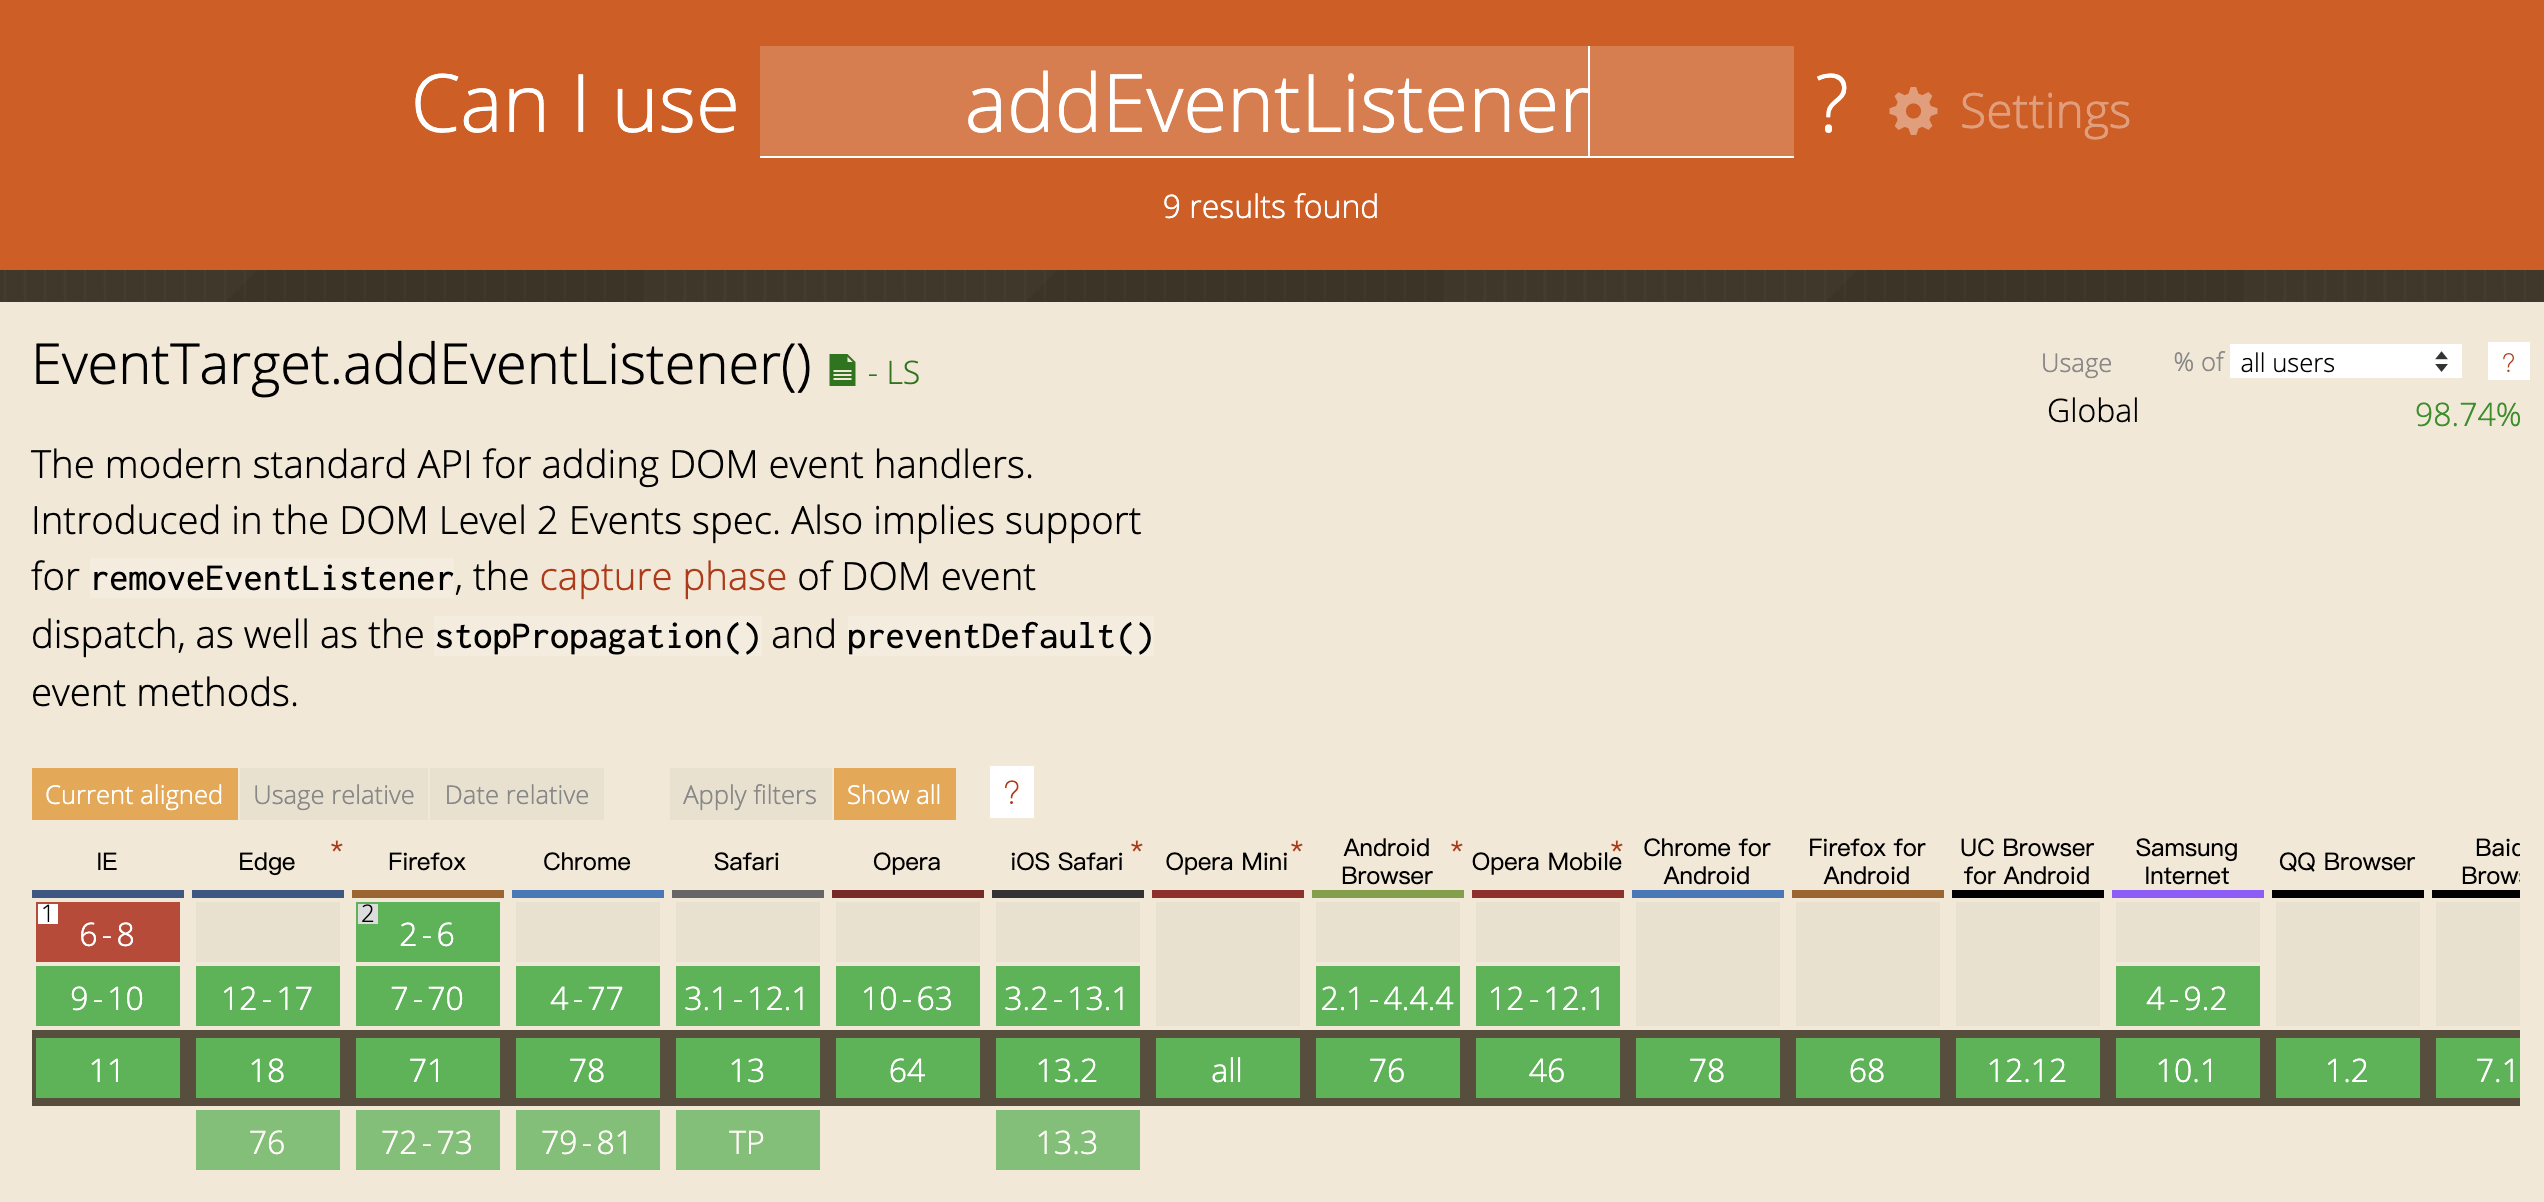 Can I use addEventListener ? Settings
9 results found
EventTarget.addEventListener() - LS
Usage % of all users ?
Global 98.74%
The modern standard API for adding DOM event handlers.
Introduced in the DOM Level 2 Events spec. Also implies support
for removeEventListener, the capture phase of DOM event
dispatch, as well as the stopPropagation() and preventDefault()
event methods.
Current aligned Usage relative Date relative Apply filters Show all ?
IE Edge * Firefox Chrome Safari Opera iOS Safari * Opera Mini * Android Browser * Opera Mobile * Chrome for Android Firefox for Android UC Browser for Android Samsung Internet QQ Browser
1 6-8 2 2-6
9-10 12-17 7-70 4-77 3.1-12.1 10-63 3.2-13.1 2.1-4.4.4 12-12.1 4-9.2
11 18 71 78 13 64 13.2 all 76 46 78 68 12.12 10.1 1.2 7.1
76 72-73 79-81 TP 13.3